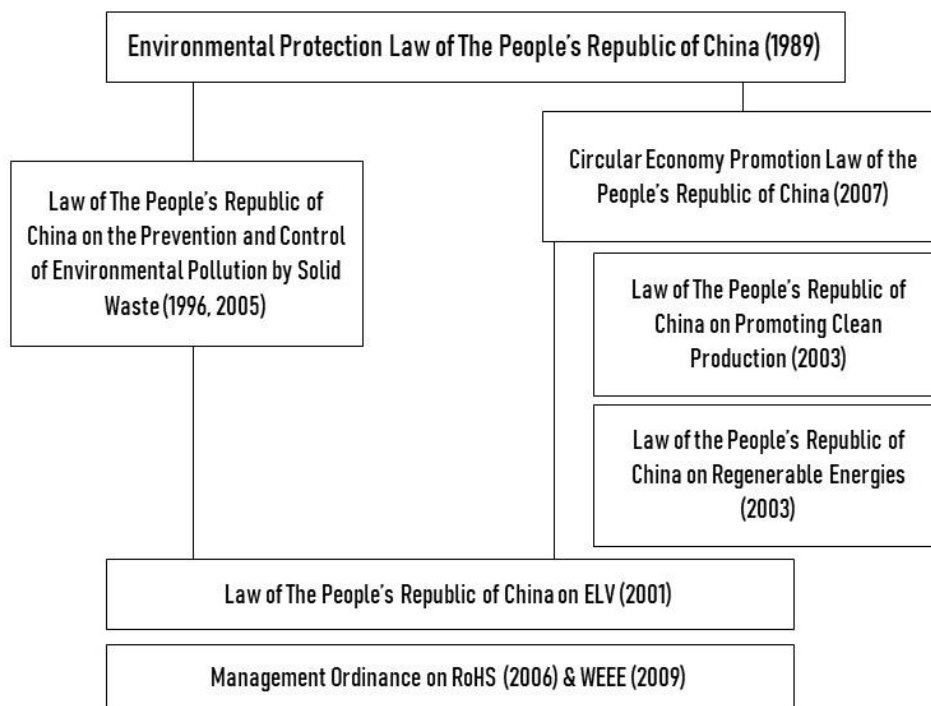 Environmental Protection Law of The People's Republic of China (1989)
Circular Economy Promotion Law of the
People's Republic of China (2007)
Law of The People's Republic of
China on the Prevention and Control
of Environmental Pollution by Solid
Waste (1996, 2005)
Law of The People's Republic of
China on Promoting Clean
Production (2003)
Law of the People's Republic of
China on Regenerable Energies
(2003)
Law of The People's Republic of China on ELV (2001)
Management Ordinance on RoHS (2006) & WEEE (2009)